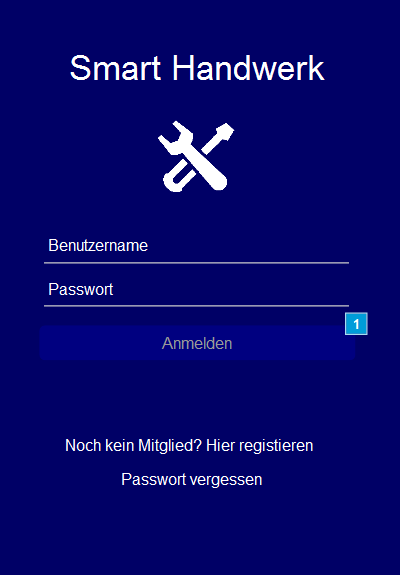 Smart Handwerk
Benutzername
Passwort
1
Anmelden
Noch kein Mitglied? Hier registieren
Passwort vergessen